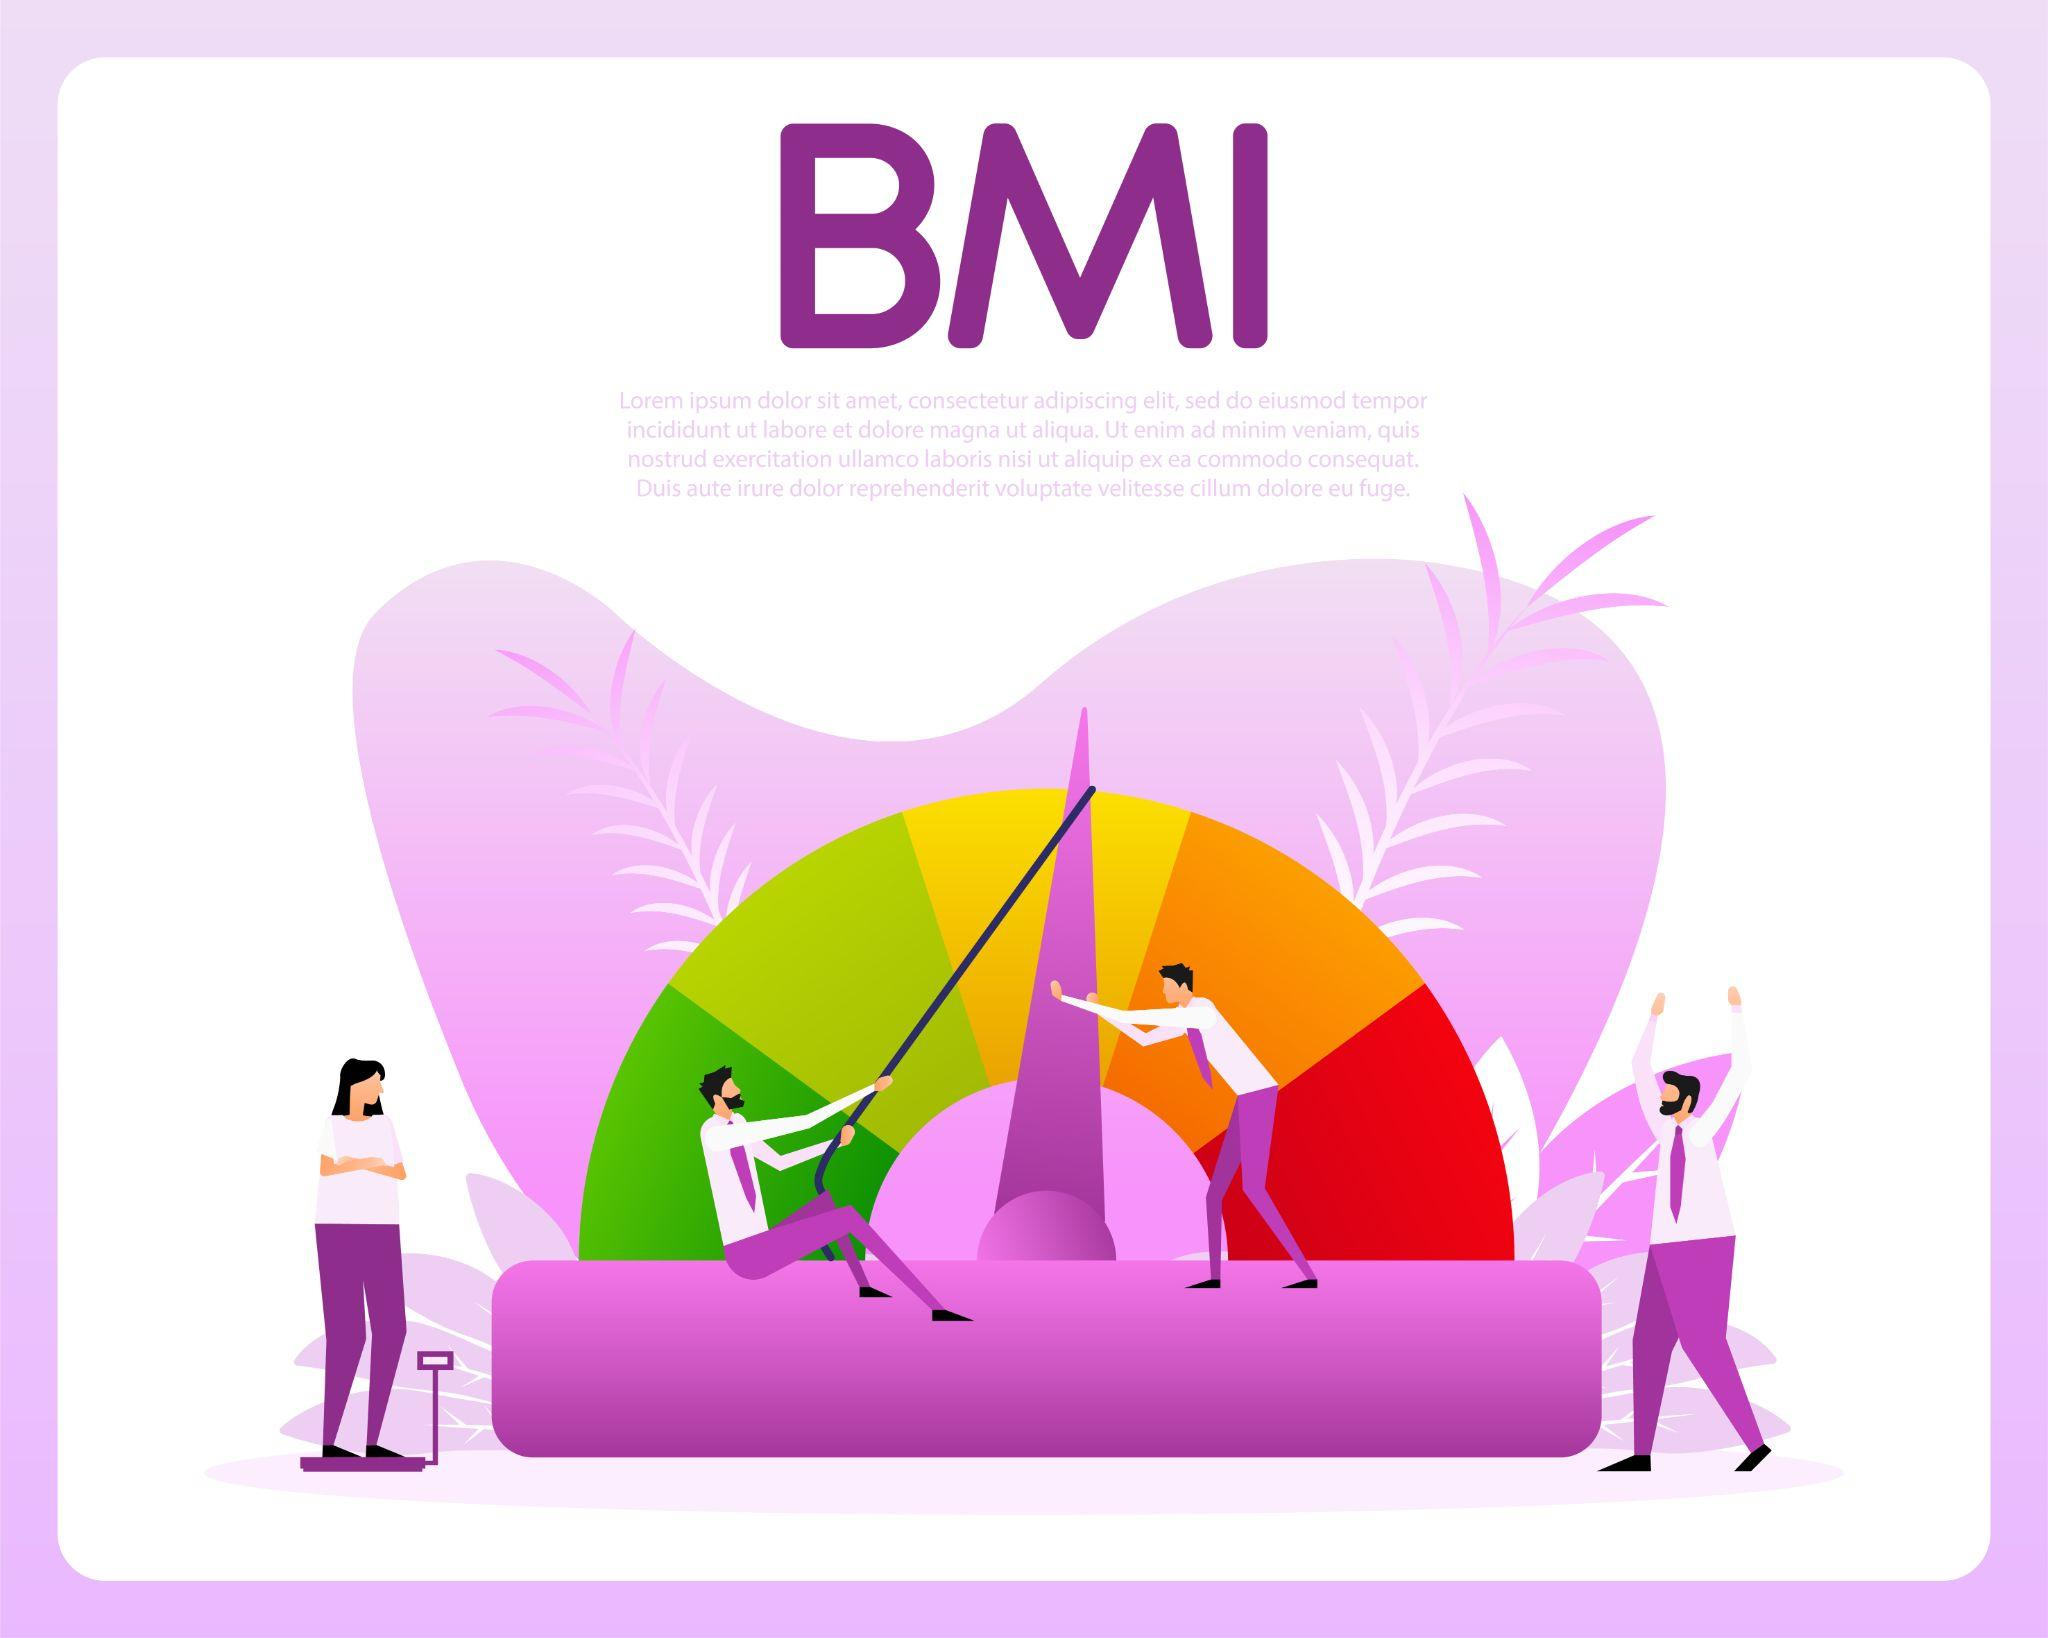 BMI
Lorem ipsum dolor sit amet, consectetur adipiscing elit, sed do eiusmod tempor
incididunt ut labore et dolore magna ut aliqua. Ut enim ad minim veniam, quis
nostrud exercitation ullamco laboris nisi ut aliquip ex ea commodo consequat.
Duis aute irure dolor reprehenderit voluptate velitesse cillum dolore eu fuge.